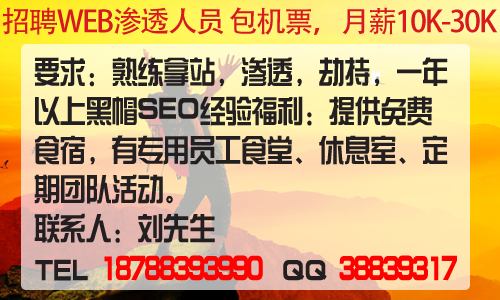 招聘WEB渗透人员 包机票，月薪10K-30K
要求：熟练拿站，渗透，劫持，一年
以上黑帽SEO经验福利：提供免费
食宿，有专用员工食堂、休息室、定
期团队活动。
联系人：刘先生
TEL 18788393990 QQ 38839317